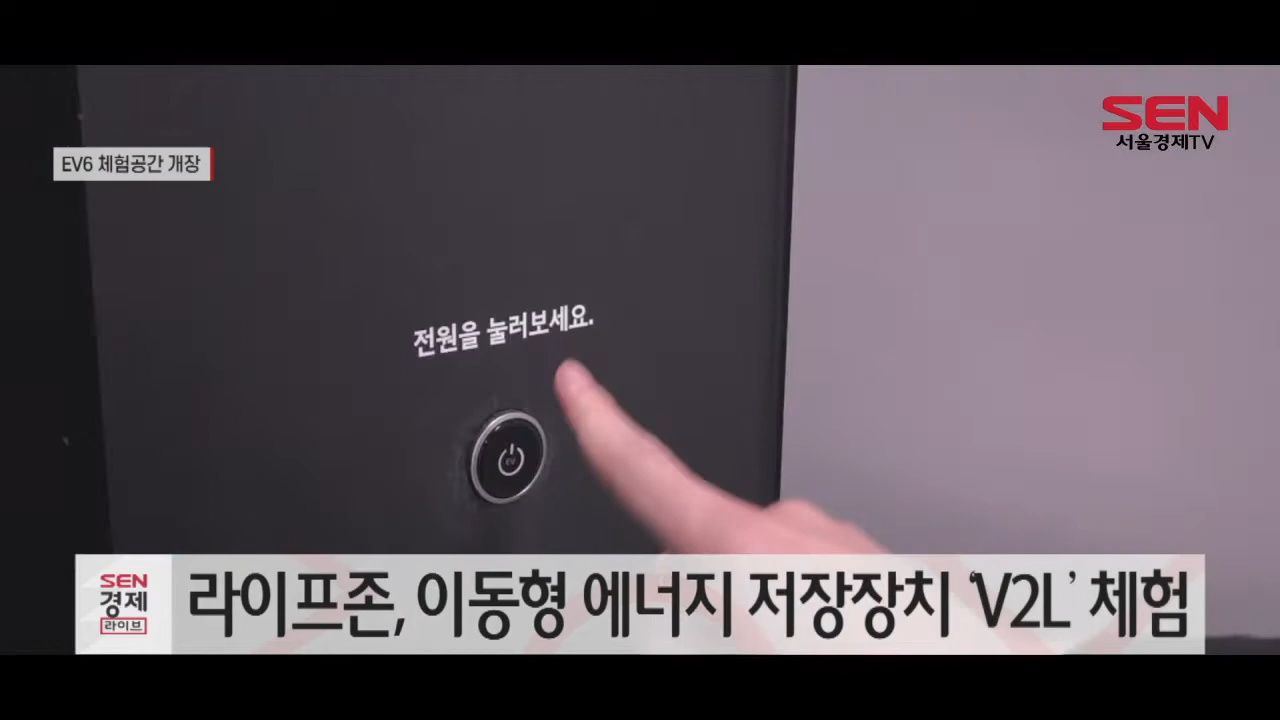 SEN
서울경제TV
EV6 체험공간 개장
전원을 눌러보세요.
EV
SEN
경제
라이브
라이프존, 이동형 에너지 저장장치 ‘V2L’ 체험